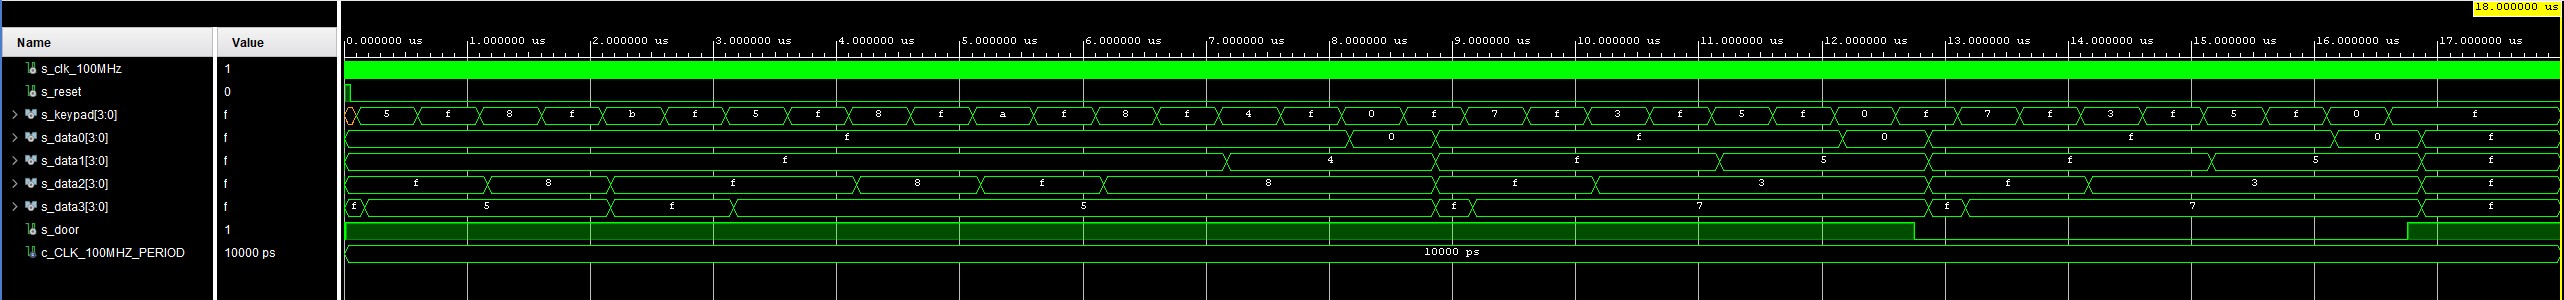 18.000000 us
Name Value
0.000000 us 1.000000 us 2.000000 us 3.000000 us 4.000000 us 5.000000 us 6.000000 us 7.000000 us 8.000000 us 9.000000 us 10.000000 us 11.000000 us 12.000000 us 13.000000 us 14.000000 us 15.000000 us 16.000000 us 17.000000 us
s_clk_100MHz 1
s_reset 0
s_keypad[3:0] f 5 f 8 f b f 5 f 8 f a f 8 f 4 f 0 f 7 f 3 f 5 f 0 f 7 f 3 f 5 f 0 f
s_data0[3:0] f f 0 f 0 f 0 f
s_data1[3:0] f f 4 f 5 f 5 f
s_data2[3:0] f f 8 f 8 f 8 f 3 f 3 f
s_data3[3:0] f f 5 f 5 f 7 f 7 f
s_door 1
c_CLK_100MHZ_PERIOD 10000 ps 10000 ps